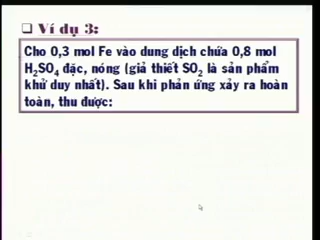 ❑ Ví dụ 3:
Cho 0,3 mol Fe vào dung dịch chứa 0,8 mol
H₂SO₄ đặc, nóng (giả thiết SO₂ là sản phẩm
khử duy nhất). Sau khi phản ứng xảy ra hoàn
toàn, thu được: